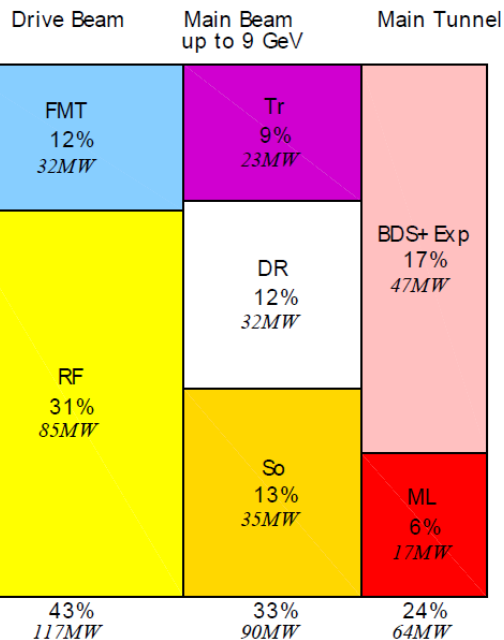 Drive Beam
Main Beam
up to 9 GeV
Main Tunnel
FMT
12%
32MW
RF
31%
85MW
Tr
9%
23MW
DR
12%
32MW
So
13%
35MW
BDS+ Exp
17%
47MW
ML
6%
17MW
43%
117MW
33%
90MW
24%
64MW